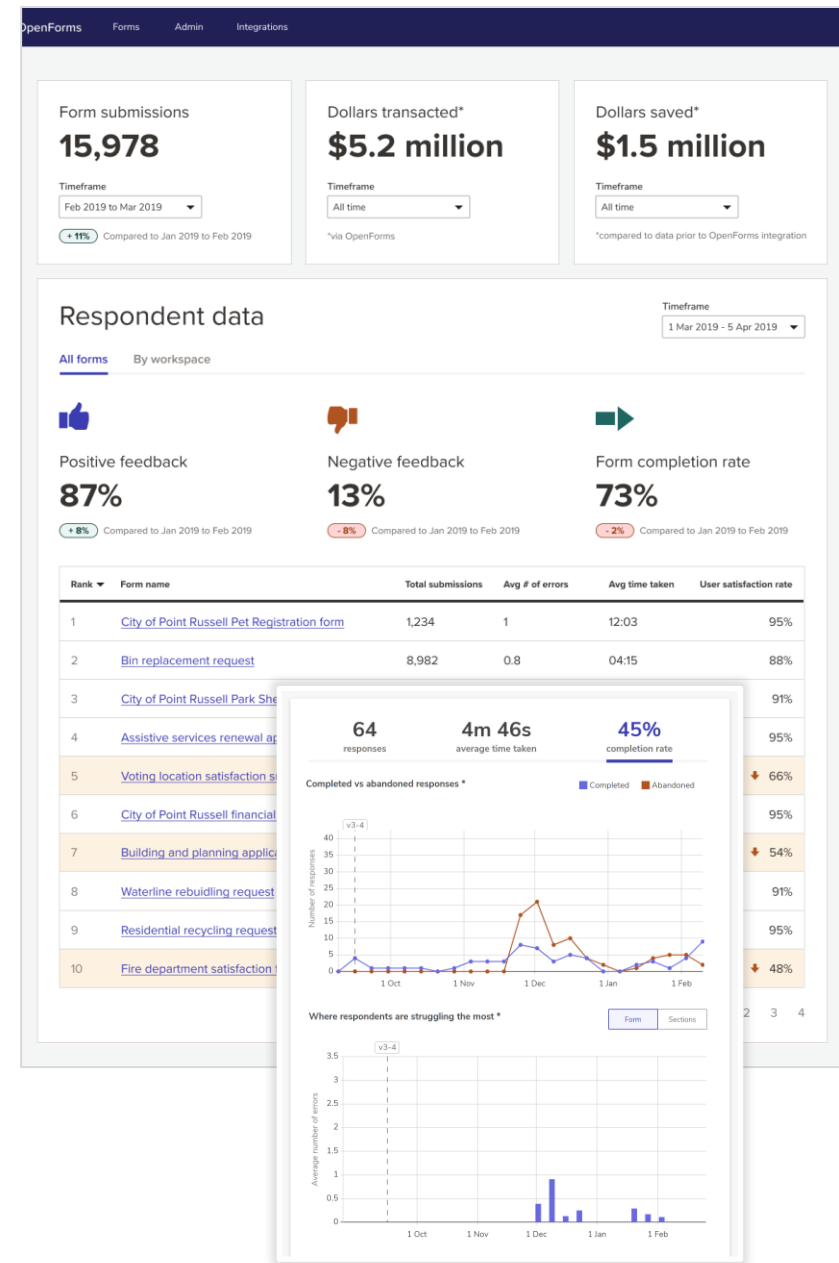 OpenForms Forms Admin Integrations
Form submissions
15,978
Timeframe
Feb 2019 to Mar 2019
+ 11% Compared to Jan 2019 to Feb 2019
Dollars transacted*
$5.2 million
Timeframe
All time
*via OpenForms
Dollars saved*
$1.5 million
Timeframe
All time
*compared to data prior to OpenForms integration
Respondent data
Timeframe
1 Mar 2019 - 5 Apr 2019
All forms By workspace
Positive feedback
87%
+ 8% Compared to Jan 2019 to Feb 2019
Negative feedback
13%
- 8% Compared to Jan 2019 to Feb 2019
Form completion rate
73%
- 2% Compared to Jan 2019 to Feb 2019
Rank Form name Total submissions Avg # of errors Avg time taken User satisfaction rate
1 City of Point Russell Pet Registration form 1,234 1 12:03 95%
2 Bin replacement request 8,982 0.8 04:15 88%
3 City of Point Russell Park She 91%
4 Assistive services renewal ap 95%
5 Voting location satisfaction su 66%
6 City of Point Russell financial 95%
7 Building and planning applica 54%
8 Waterline rebuidling request 91%
9 Residential recycling request 95%
10 Fire department satisfaction 48%
2 3 4
64
responses
4m 46s
average time taken
45%
completion rate
Completed vs abandoned responses *
Completed Abandoned
v3-4
Number of responses
40
35
30
25
20
15
10
5
0
1 Oct 1 Nov 1 Dec 1 Jan 1 Feb
Where respondents are struggling the most *
Form Sections
v3-4
Average number of errors
3.5
3
2.5
2
1.5
1
0.5
0
1 Oct 1 Nov 1 Dec 1 Jan 1 Feb